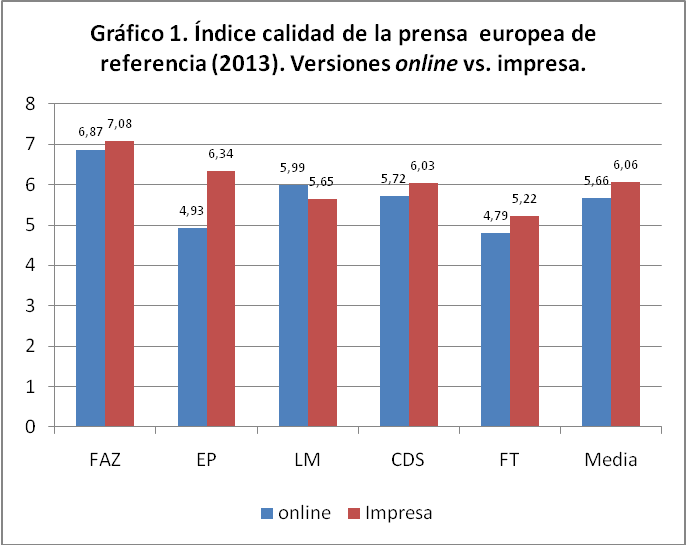 Gráfico 1. Índice calidad de la prensa europea de
referencia (2013). Versiones online vs. impresa.
8
7
6
5
4
3
2
1
0
6,87
7,08
4,93
6,34
5,99
5,65
5,72
6,03
4,79
5,22
5,66
6,06
FAZ
EP
LM
CDS
FT
Media
online
Impresa